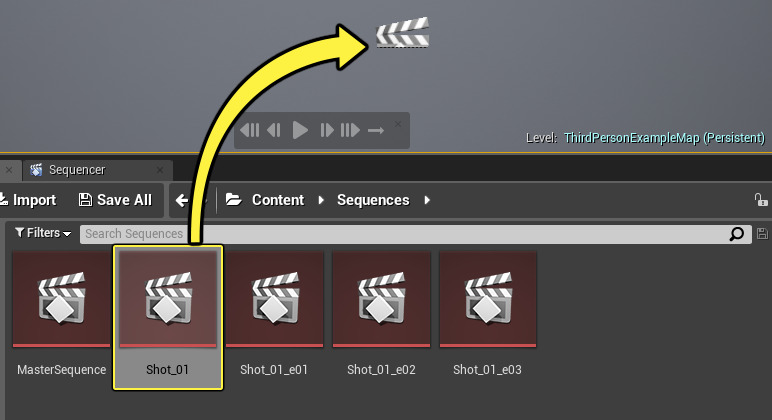 Level: ThirdPersonExampleMap (Persistent)
Sequencer
Import Save All Content Sequences
Filters Search Sequences
MasterSequence Shot_01 Shot_01_e01 Shot_01_e02 Shot_01_e03